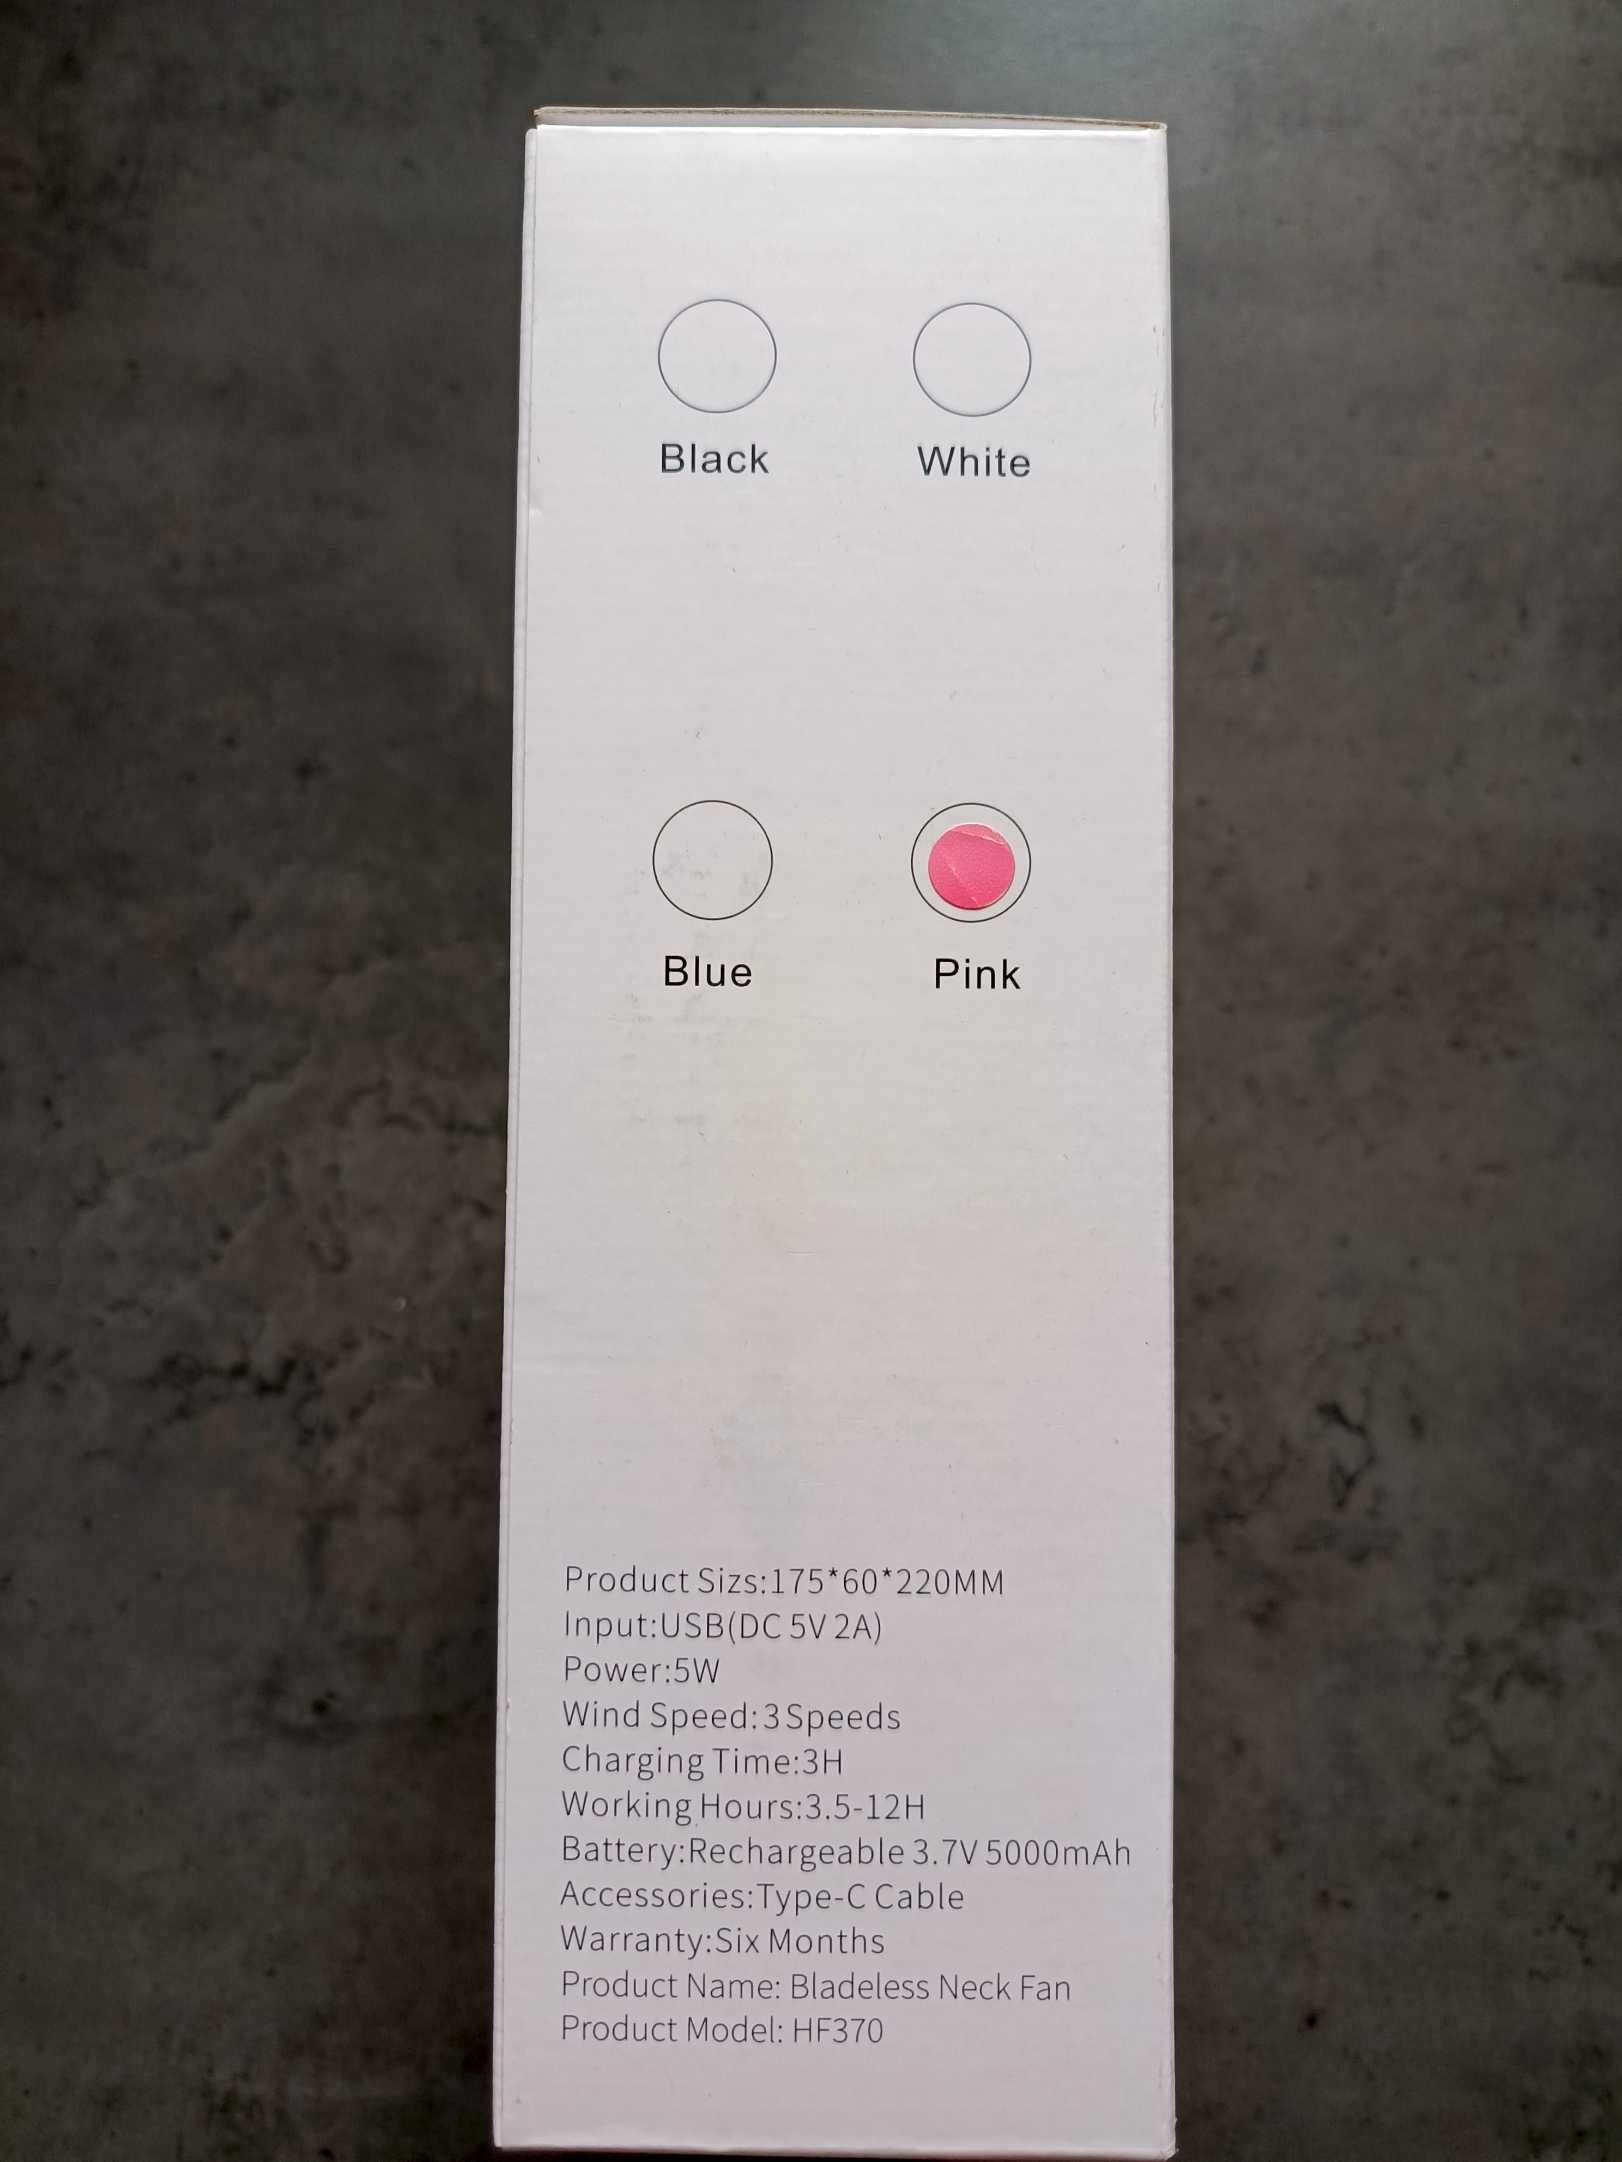 Black White
Blue Pink
Product Sizs:175*60*220MM
Input:USB(DC 5V 2A)
Power:5W
Wind Speed:3 Speeds
Charging Time:3H
Working Hours:3.5-12H
Battery:Rechargeable 3.7V 5000mAh
Accessories:Type-C Cable
Warranty:Six Months
Product Name: Bladeless Neck Fan
Product Model: HF370